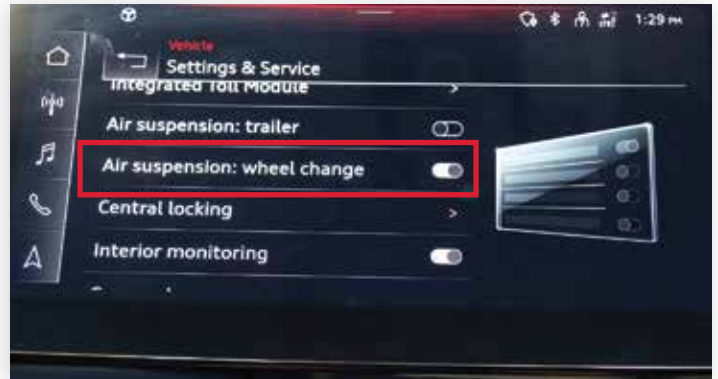 1:29 PM
Vehicle
Settings & Service
Integrated Toll Module
Air suspension: trailer
Air suspension: wheel change
Central locking
Interior monitoring